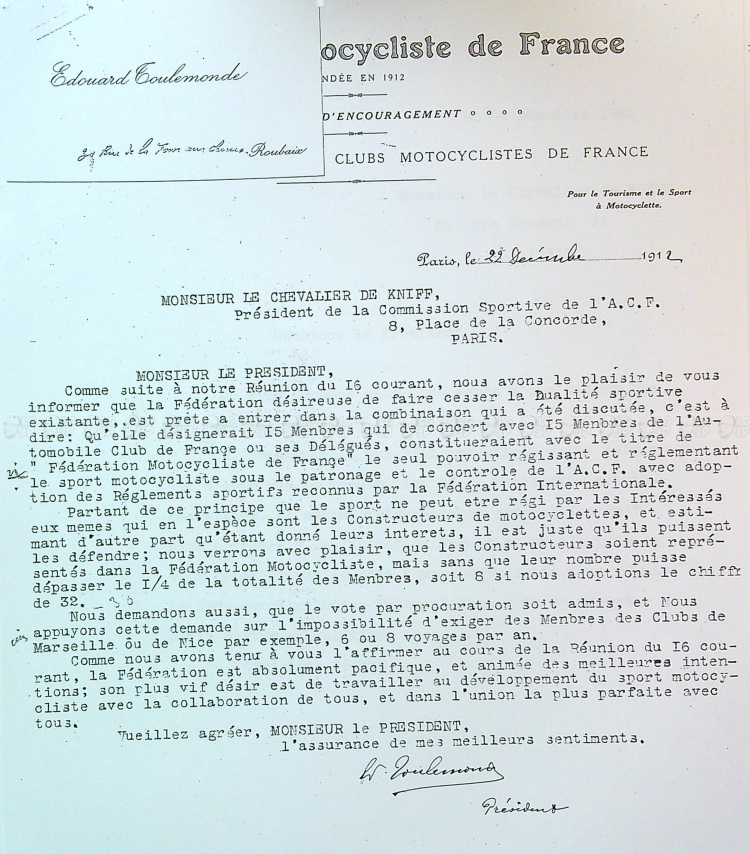 Edouard Toulemonde
Roubaix
ocycliste de France
NDÉE EN 1912
D'ENCOURAGEMENT
CLUBS MOTOCYCLISTES DE FRANCE
Pour le Tourisme et le Sport
à Motocyclette.
Paris, le 22 Décembre 1912
MONSIEUR LE CHEVALIER DE KNIFF,
Président de la Commission Sportive de l'A.C.F.
8, Place de la Concorde,
PARIS.
MONSIEUR LE PRESIDENT,
Comme suite à notre Réunion du I6 courant, nous avons le plaisir de vous
informer que la Fédération désireuse de faire cesser la Dualité sportive
existante, est prête a entrer dans la combinaison qui a été discutée, c'est à
dire: Qu'elle désignerait I5 Menbres qui de concert avec I5 Menbres de l'Au-
tomobile Club de France ou ses Délégués, constitueraient avec le titre de
" Fédération Motocycliste de France" le seul pouvoir régissant et réglementant
le sport motocycliste sous le patronage et le controle de l'A.C.F. avec adop-
tion des Réglements sportifs reconnus par la Fédération Internationale.
Partant de ce principe que le sport ne peut etre régi par les Intéressés
eux memes qui en l'espèce sont les Constructeurs de motocyclettes, et esti-
mant d'autre part qu'étant donné leurs interets, il est juste qu'ils puissent
les défendre; nous verrons avec plaisir, que les Constructeurs soient repré-
sentés dans la Fédération Motocycliste, mais sans que leur nombre puisse
dépasser le I/4 de la totalité des Menbres, soit 8 si nous adoptions le chiffr
de 32.
Nous demandons aussi, que le vote par procuration soit admis, et Nous
appuyons cette demande sur l'impossibilité d'exiger des Menbres des Clubs de
Marseille ôu de Nice par exemple, 6 ou 8 voyages par an.
Comme nous avons tenu à vous l'affirmer au cours de la Réunion du I6 cou-
rant, la Fédération est absolument pacifique, et animée des meilleures inten-
tions; son plus vif désir est de travailler au développement du sport motocy-
cliste avec la collaboration de tous, et dans l'union la plus parfaite avec
tous.
Vueillez agréer, MONSIEUR le PRESIDENT,
l'assurance de mes meilleurs sentiments.
Toulemonde
Président